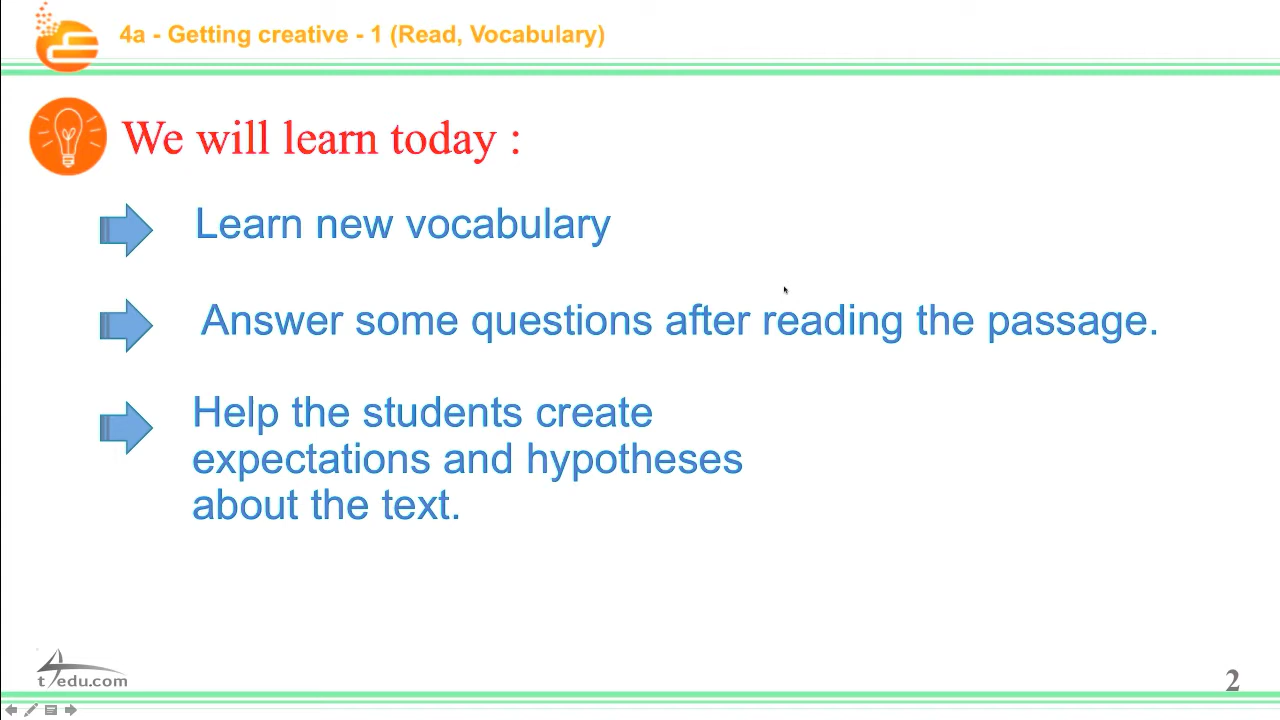 4a - Getting creative - 1 (Read, Vocabulary)
We will learn today :
Learn new vocabulary
Answer some questions after reading the passage.
Help the students create
expectations and hypotheses
about the text.
t4edu.com
2